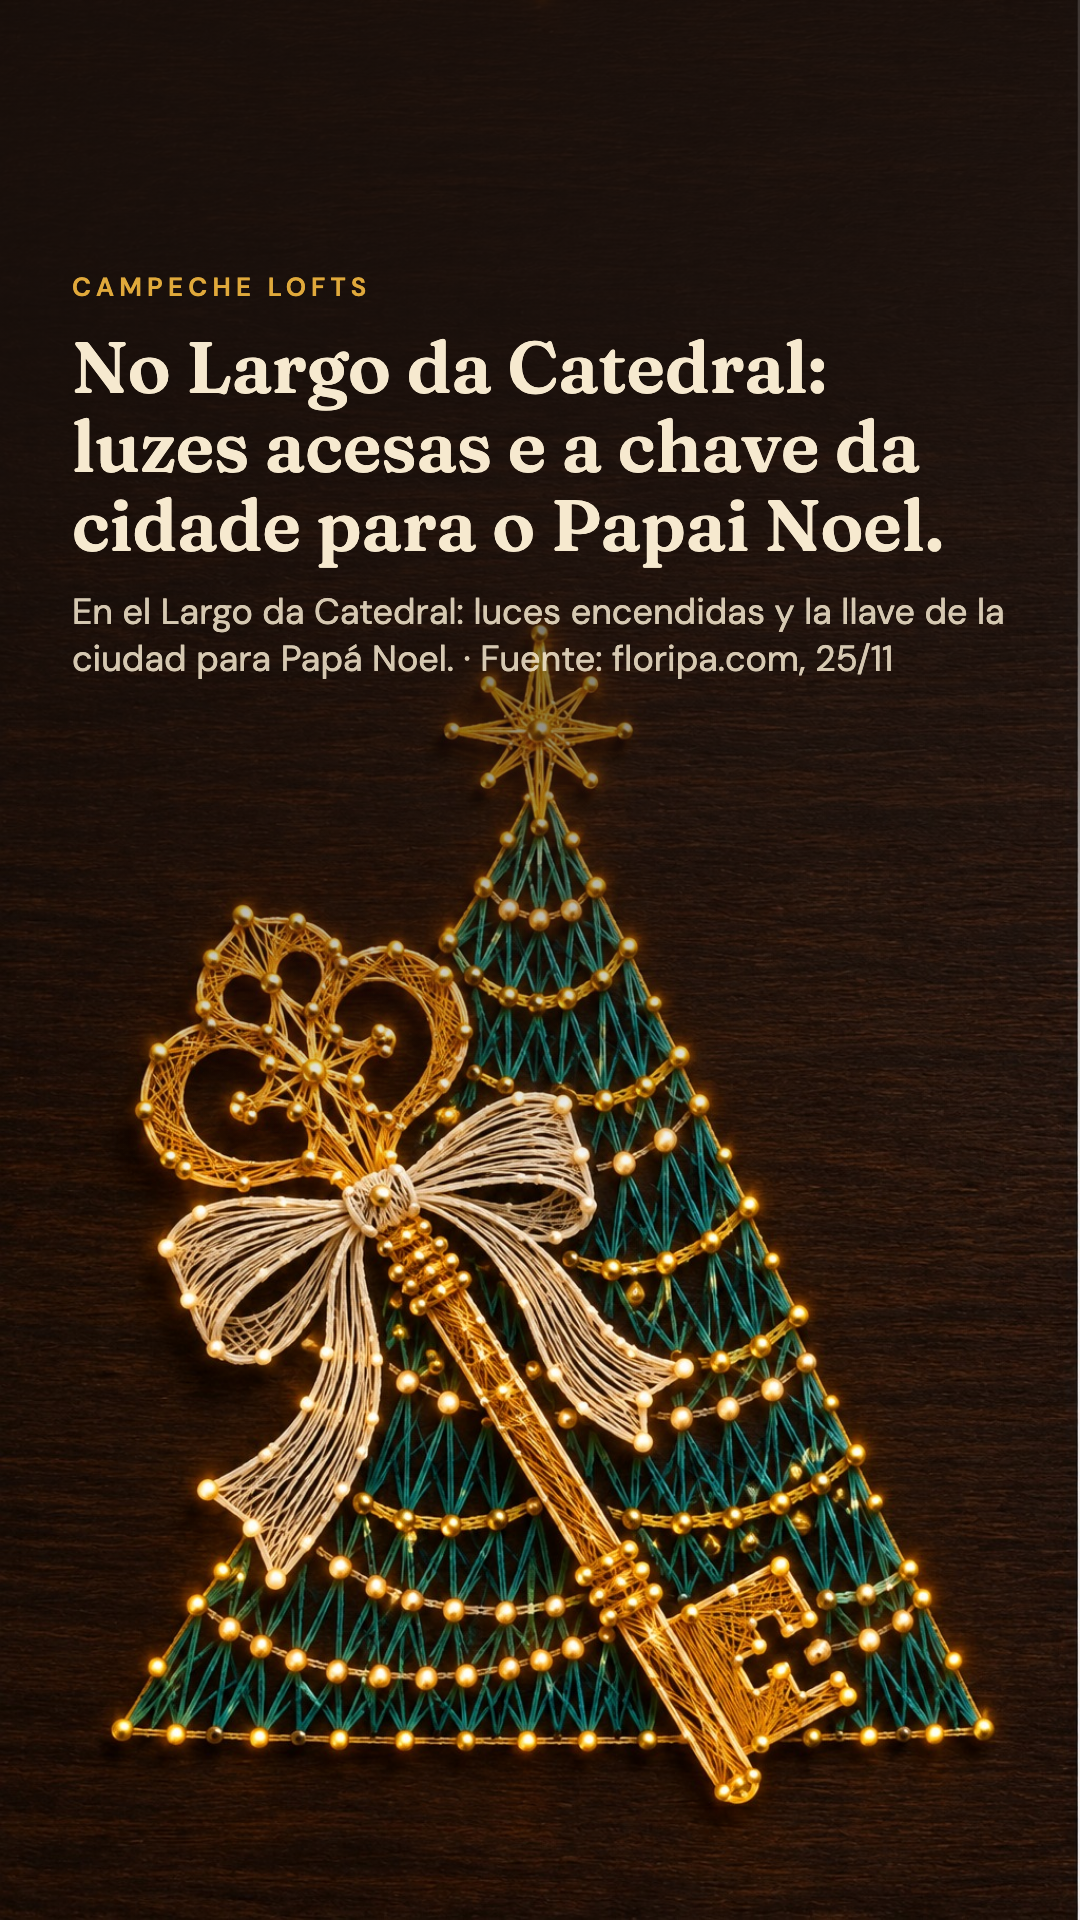 CAMPECHE LOFTS
No Largo da Catedral:
luzes acesas e a chave da
cidade para o Papai Noel.
En el Largo da Catedral: luces encendidas y la llave de la
ciudad para Papá Noel. · Fuente: floripa.com, 25/11